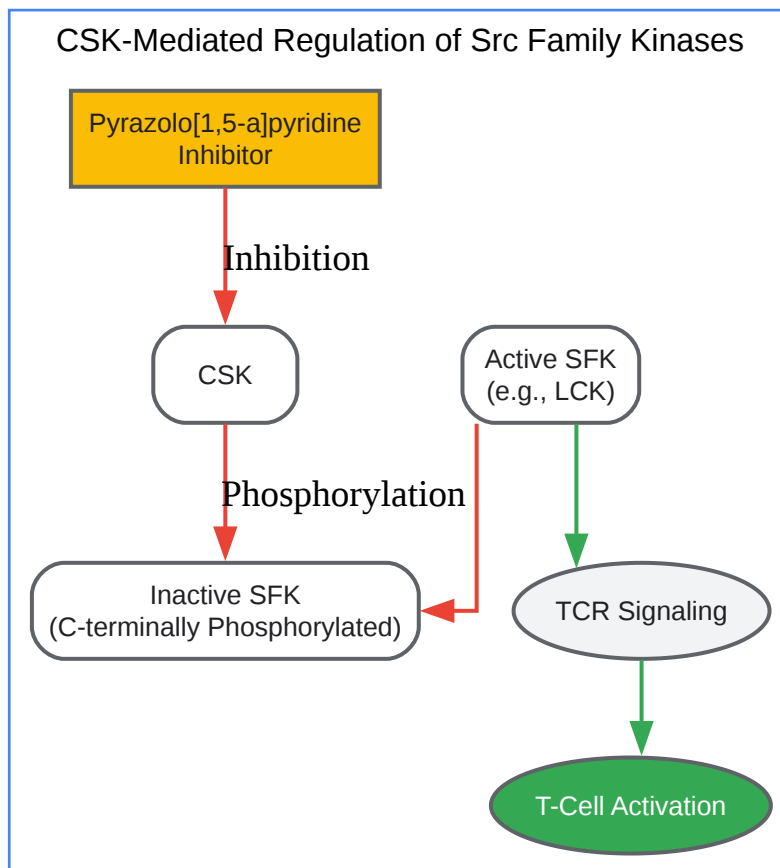 CSK-Mediated Regulation of Src Family Kinases
Pyrazolo[1,5-a]pyridine
Inhibitor
Inhibition
CSK
Active SFK
(e.g., LCK)
Phosphorylation
Inactive SFK
(C-terminally Phosphorylated)
TCR Signaling
T-Cell Activation